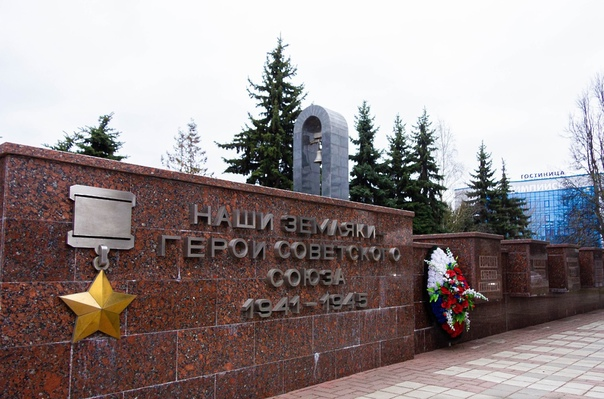 НАШИ ЗЕМЛЯКИ
ГЕРОИ СОВЕТСКОГО
СОЮЗА
1941-1945
ГОСТИНИЦА